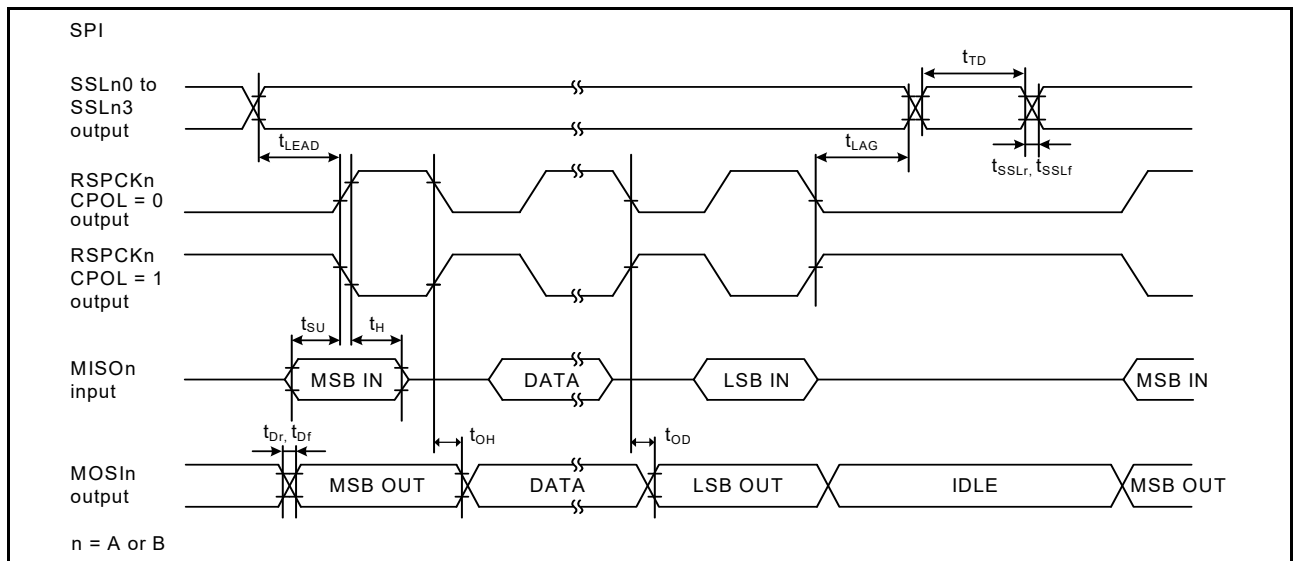 SPI
SSLn0 to
SSLn3
output
tTD
tLEAD
tLAG
tSSLr, tSSLf
RSPCKn
CPOL = 0
output
RSPCKn
CPOL = 1
output
tSU
tH
MISOn
input
MSB IN
DATA
LSB IN
MSB IN
tDr, tDf
tOH
tOD
MOSIn
output
MSB OUT
DATA
LSB OUT
IDLE
MSB OUT
n = A or B